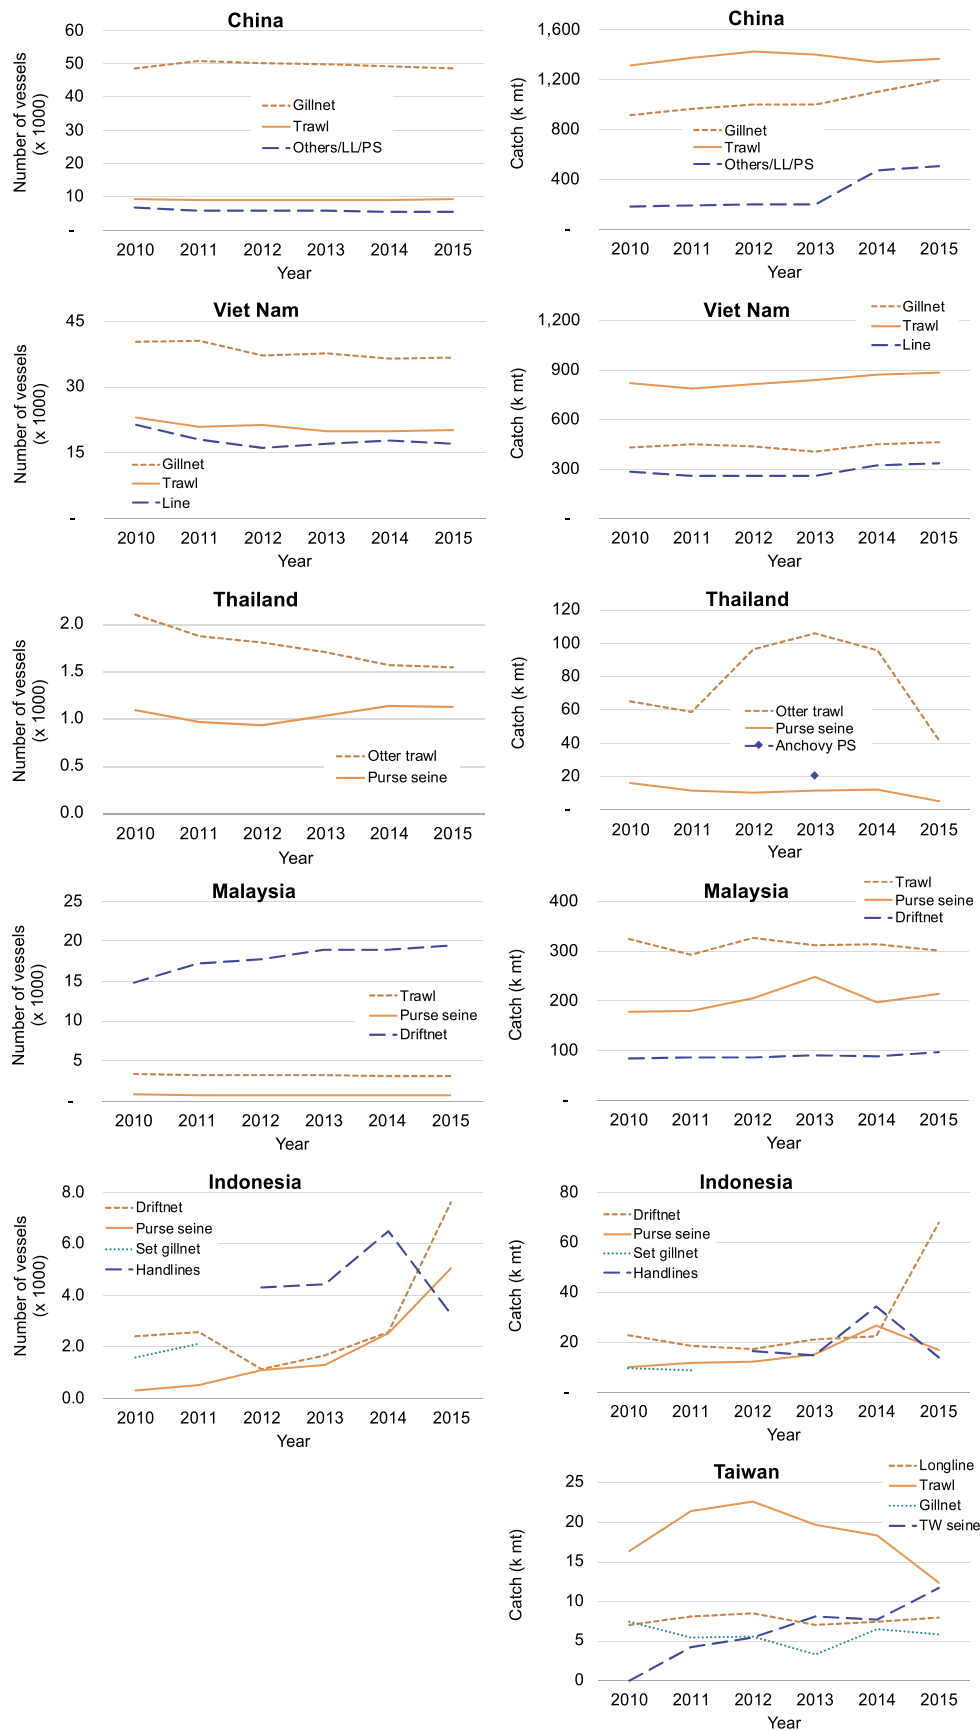 China
Number of vessels
(x 1000)
60
50
40
30
20
10
-
Gillnet
Trawl
Others/LL/PS
2010 2011 2012 2013 2014 2015
Year
China
Catch (k mt)
1,600
1,200
800
400
-
Gillnet
Trawl
Others/LL/PS
2010 2011 2012 2013 2014 2015
Year
Viet Nam
Number of vessels
(x 1000)
45
30
15
-
Gillnet
Trawl
Line
2010 2011 2012 2013 2014 2015
Year
Viet Nam
Catch (k mt)
1,200
900
600
300
-
Gillnet
Trawl
Line
2010 2011 2012 2013 2014 2015
Year
Thailand
Number of vessels
(x 1000)
2.0
1.5
1.0
0.5
0.0
Otter trawl
Purse seine
2010 2011 2012 2013 2014 2015
Year
Thailand
Catch (k mt)
120
100
80
60
40
20
-
Otter trawl
Purse seine
Anchovy PS
2010 2011 2012 2013 2014 2015
Year
Malaysia
Number of vessels
(x 1000)
25
20
15
10
5
-
Trawl
Purse seine
Driftnet
2010 2011 2012 2013 2014 2015
Year
Malaysia
Catch (k mt)
400
300
200
100
-
Trawl
Purse seine
Driftnet
2010 2011 2012 2013 2014 2015
Year
Indonesia
Number of vessels
(x 1000)
8.0
6.0
4.0
2.0
0.0
Driftnet
Purse seine
Set gillnet
Handlines
2010 2011 2012 2013 2014 2015
Year
Indonesia
Catch (k mt)
80
60
40
20
-
Driftnet
Purse seine
Set gillnet
Handlines
2010 2011 2012 2013 2014 2015
Year
Taiwan
Catch (k mt)
25
20
15
10
5
0
Longline
Trawl
Gillnet
TW seine
2010 2011 2012 2013 2014 2015
Year